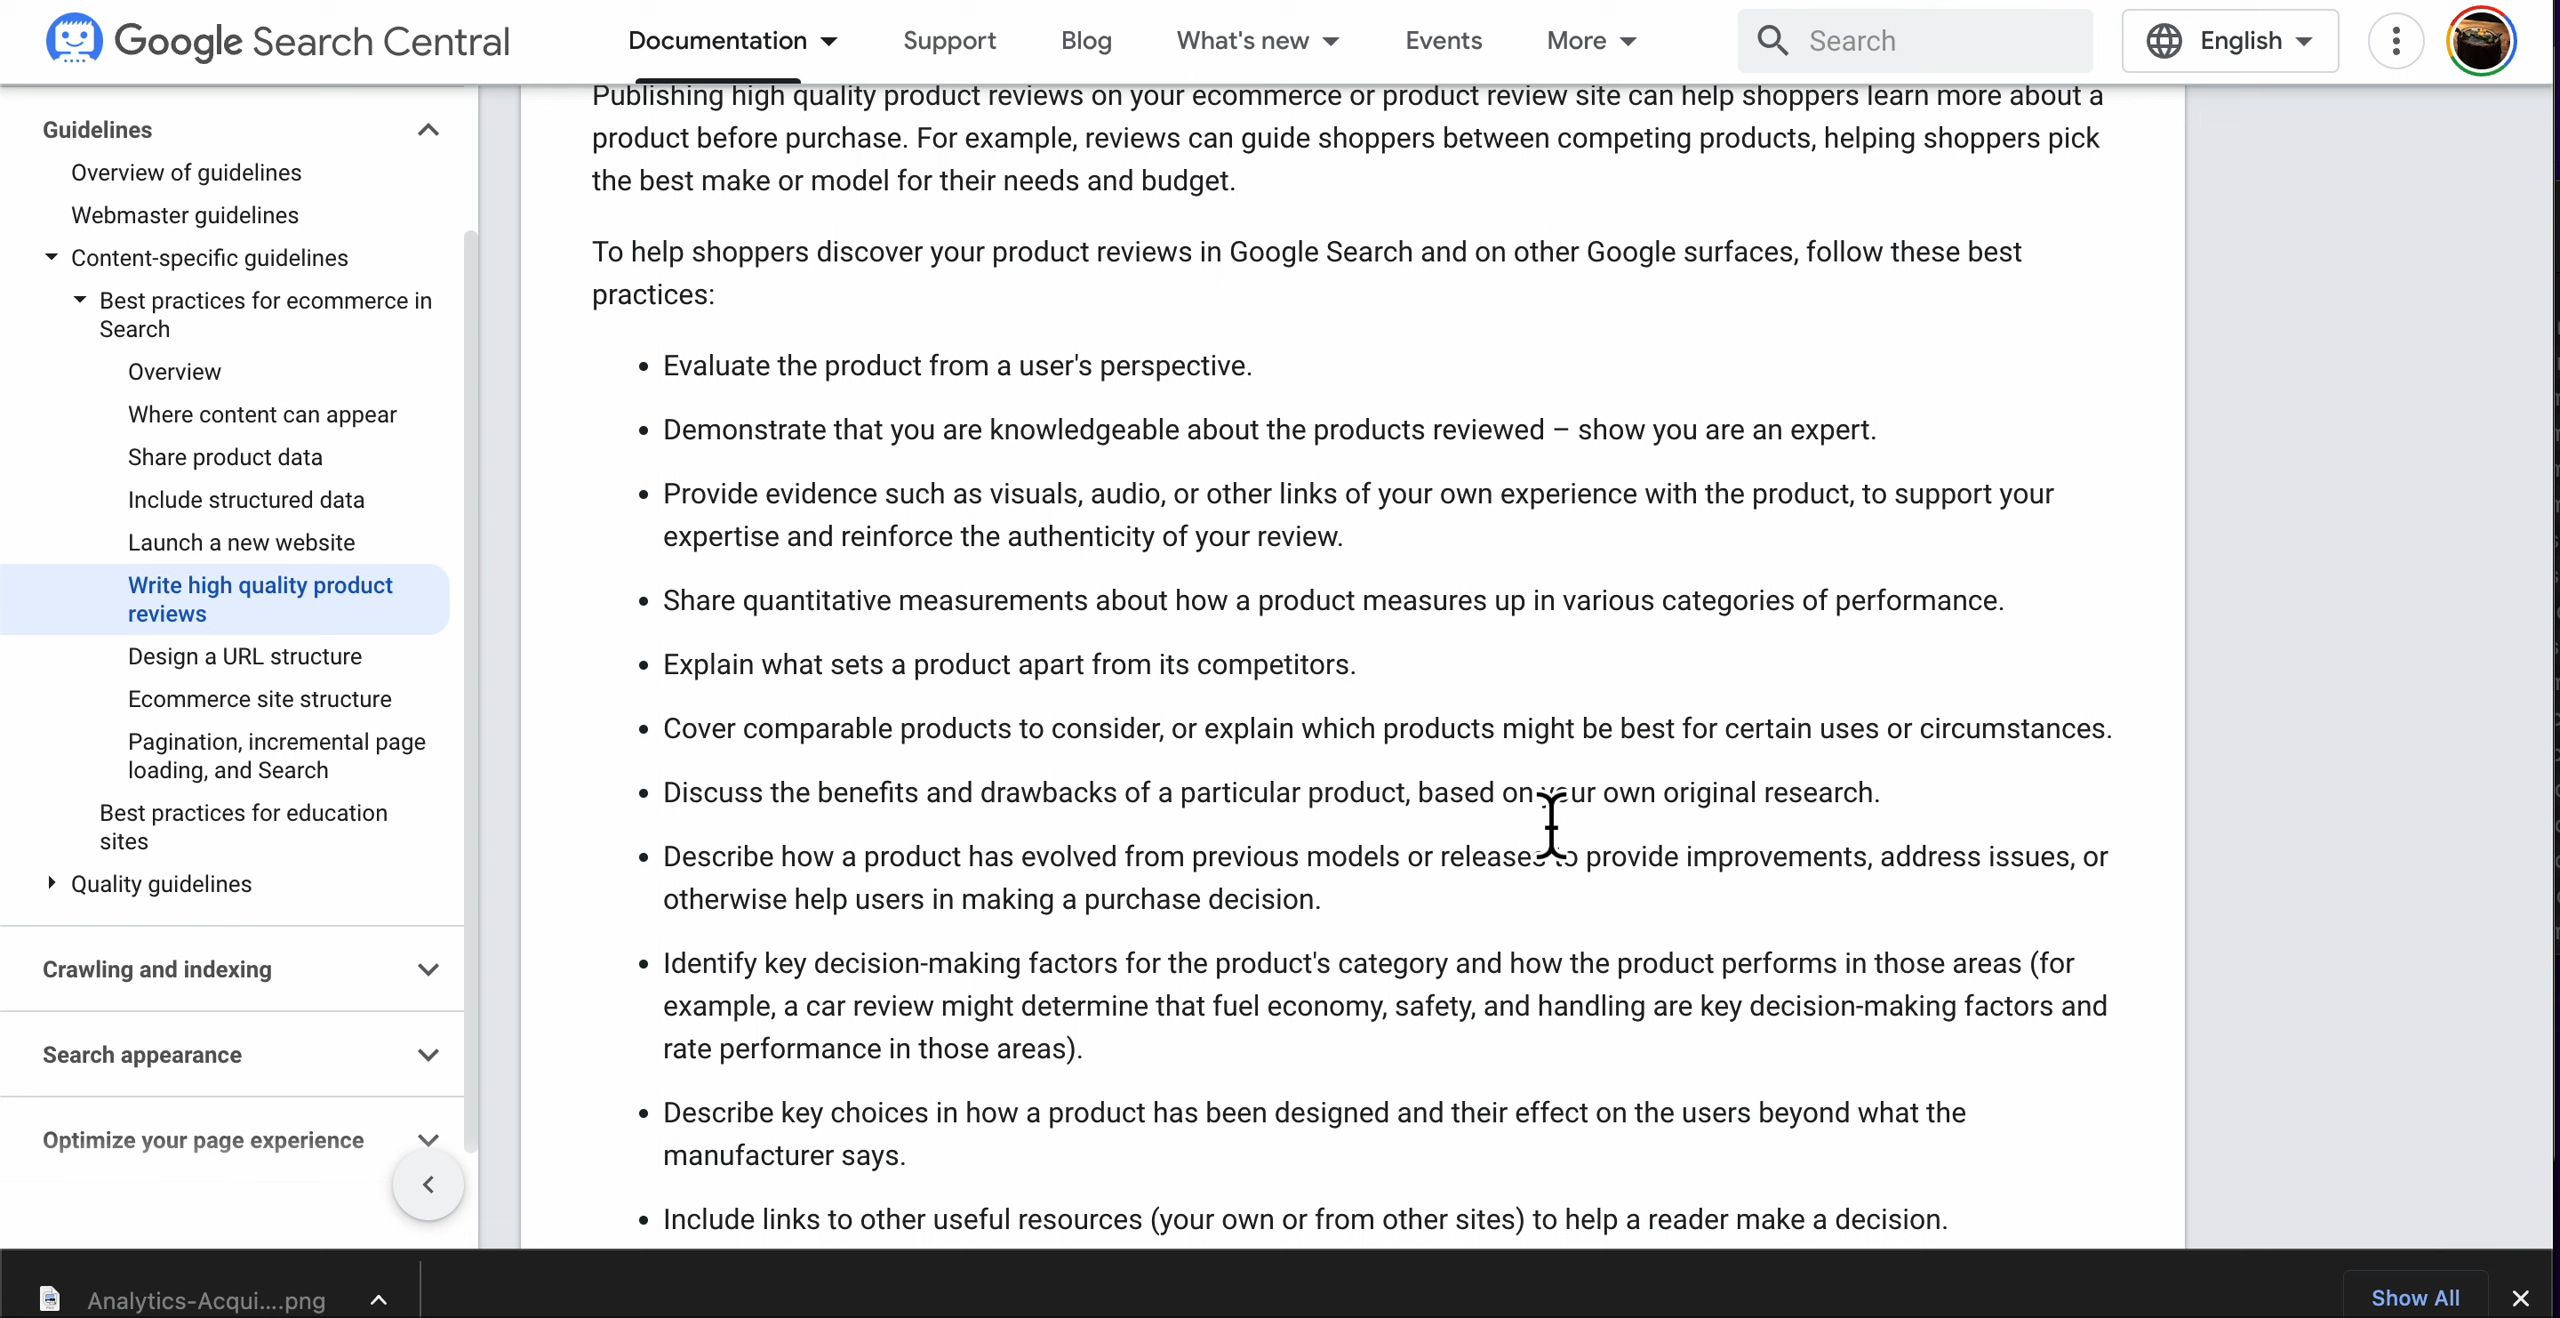 Google Search Central
Documentation
Support
Blog
What's new
Events
More
Search
English
Guidelines
Overview of guidelines
Webmaster guidelines
Content-specific guidelines
Best practices for ecommerce in
Search
Overview
Where content can appear
Share product data
Include structured data
Launch a new website
Write high quality product
reviews
Design a URL structure
Ecommerce site structure
Pagination, incremental page
loading, and Search
Best practices for education
sites
Quality guidelines
Crawling and indexing
Search appearance
Optimize your page experience
Publishing high quality product reviews on your ecommerce or product review site can help shoppers learn more about a
product before purchase. For example, reviews can guide shoppers between competing products, helping shoppers pick
the best make or model for their needs and budget.
To help shoppers discover your product reviews in Google Search and on other Google surfaces, follow these best
practices:
• Evaluate the product from a user's perspective.
• Demonstrate that you are knowledgeable about the products reviewed – show you are an expert.
• Provide evidence such as visuals, audio, or other links of your own experience with the product, to support your
expertise and reinforce the authenticity of your review.
• Share quantitative measurements about how a product measures up in various categories of performance.
• Explain what sets a product apart from its competitors.
• Cover comparable products to consider, or explain which products might be best for certain uses or circumstances.
• Discuss the benefits and drawbacks of a particular product, based on your own original research.
• Describe how a product has evolved from previous models or releases to provide improvements, address issues, or
otherwise help users in making a purchase decision.
• Identify key decision-making factors for the product's category and how the product performs in those areas (for
example, a car review might determine that fuel economy, safety, and handling are key decision-making factors and
rate performance in those areas).
• Describe key choices in how a product has been designed and their effect on the users beyond what the
manufacturer says.
• Include links to other useful resources (your own or from other sites) to help a reader make a decision.
Analytics-Acqui....png
Show All